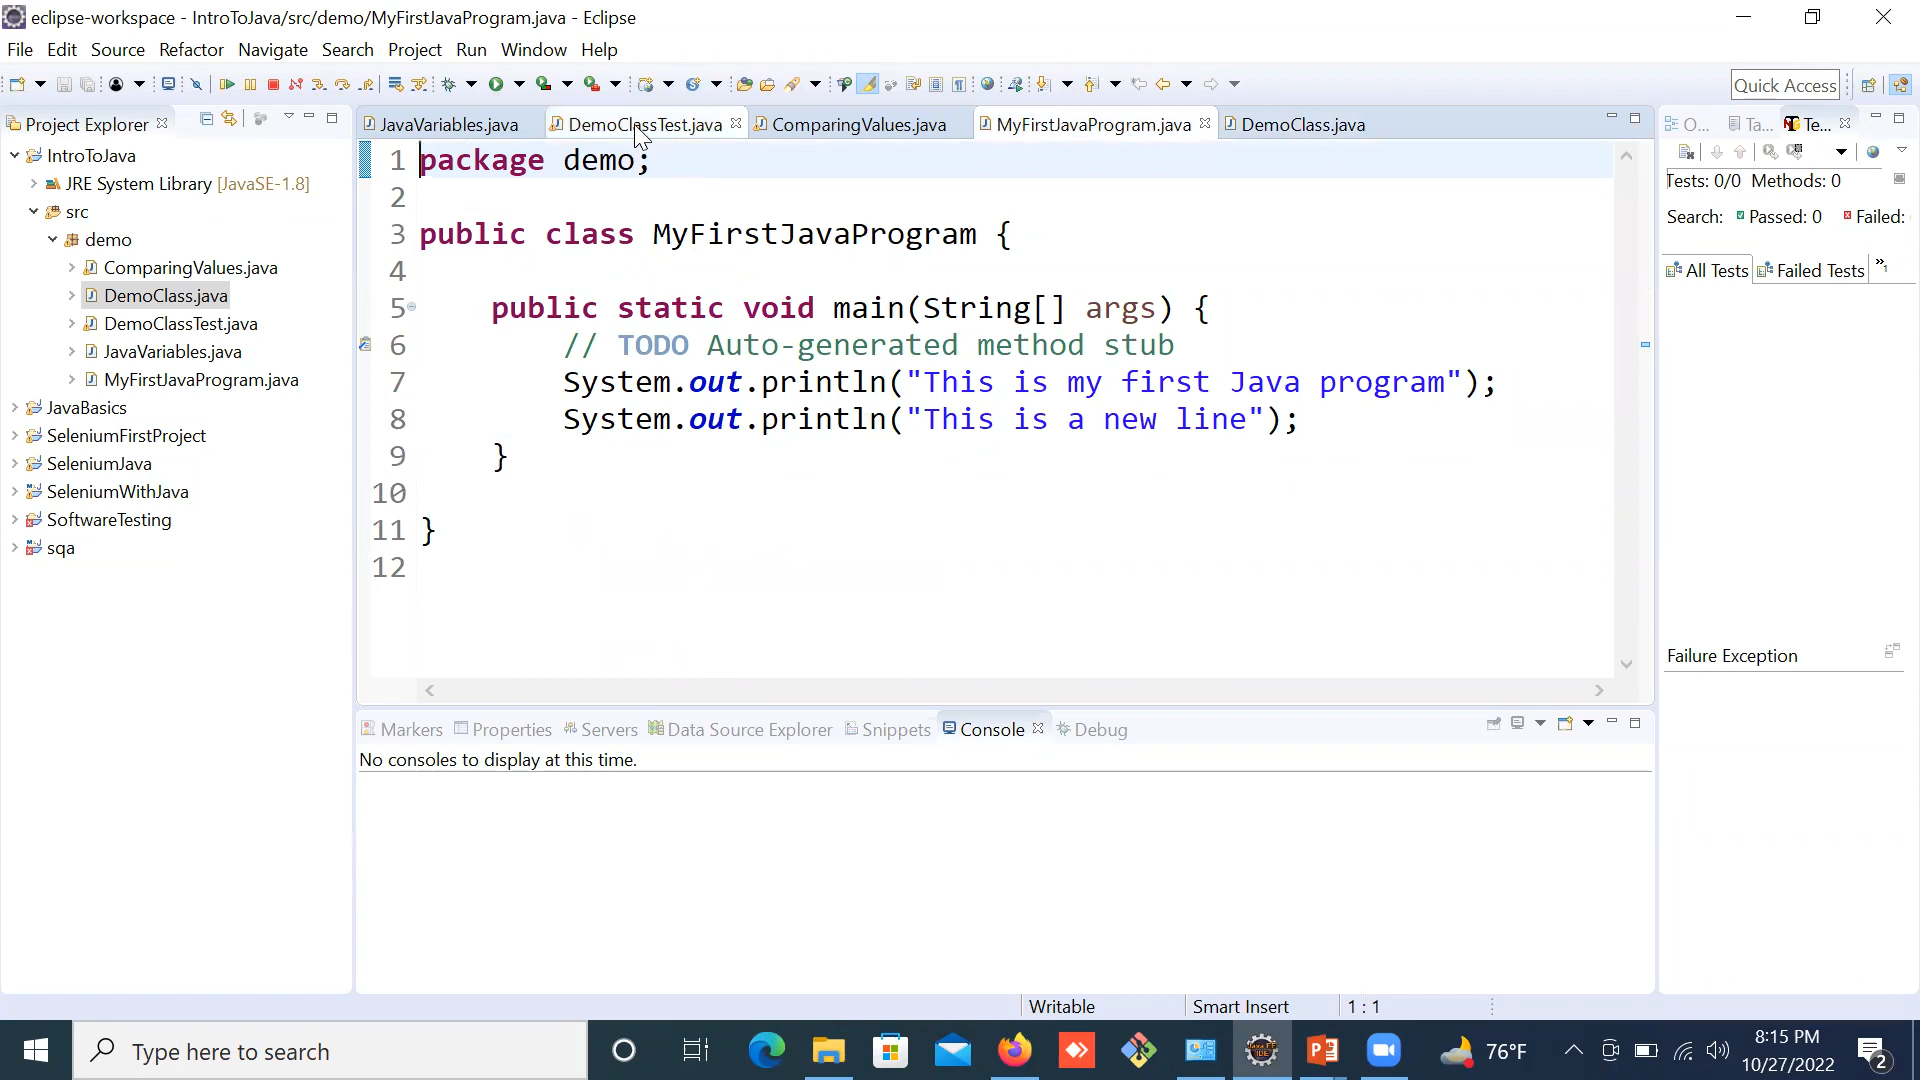 eclipse-workspace - IntroToJava/src/demo/MyFirstJavaProgram.java - Eclipse
File Edit Source Refactor Navigate Search Project Run Window Help
Quick Access
Project Explorer
IntroToJava
JRE System Library [JavaSE-1.8]
src
demo
ComparingValues.java
DemoClass.java
DemoClassTest.java
JavaVariables.java
MyFirstJavaProgram.java
JavaBasics
SeleniumFirstProject
SeleniumJava
SeleniumWithJava
SoftwareTesting
sqa
JavaVariables.java DemoClassTest.java ComparingValues.java MyFirstJavaProgram.java DemoClass.java
1 package demo;
2
3 public class MyFirstJavaProgram {
4
5 public static void main(String[] args) {
6 // TODO Auto-generated method stub
7 System.out.println("This is my first Java program");
8 System.out.println("This is a new line");
9 }
10
11 }
12
Markers Properties Servers Data Source Explorer Snippets Console Debug
No consoles to display at this time.
O... Ta... Te...
Tests: 0/0 Methods: 0
Search: Passed: 0 Failed:
All Tests Failed Tests »1
Failure Exception
Writable Smart Insert 1 : 1
Type here to search
76°F
8:15 PM
10/27/2022
2